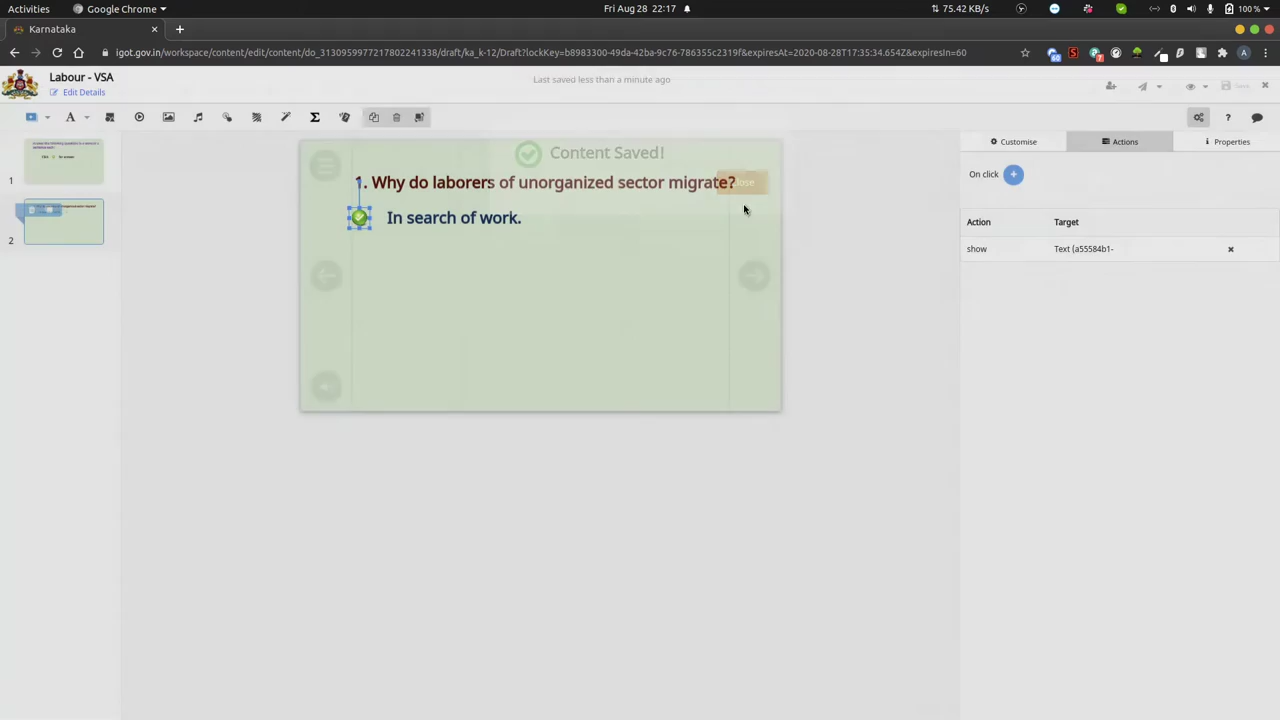 Activities Google Chrome Fri Aug 28 22:17 75.42 KB/s 100 %
Karnataka
igot.gov.in/workspace/content/edit/content/do_3130959977217802241338/draft/ka_k-12/Draft?lockKey=b8983300-49da-42ba-9c76-786355c2319f&expiresAt=2020-08-28T17:35:34.654Z&expiresIn=60
Labour - VSA
Edit Details
Last saved less than a minute ago
Save
Customise Actions Properties
Content Saved!
1. Why do laborers of unorganized sector migrate?
In search of work.
On click
Action Target
show Text (a55584b1-
1
2